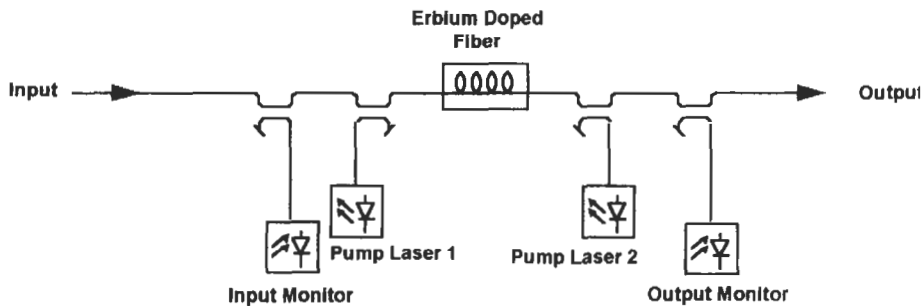 Erbium Doped
Fiber
Input
Output
Pump Laser 1
Pump Laser 2
Input Monitor
Output Monitor